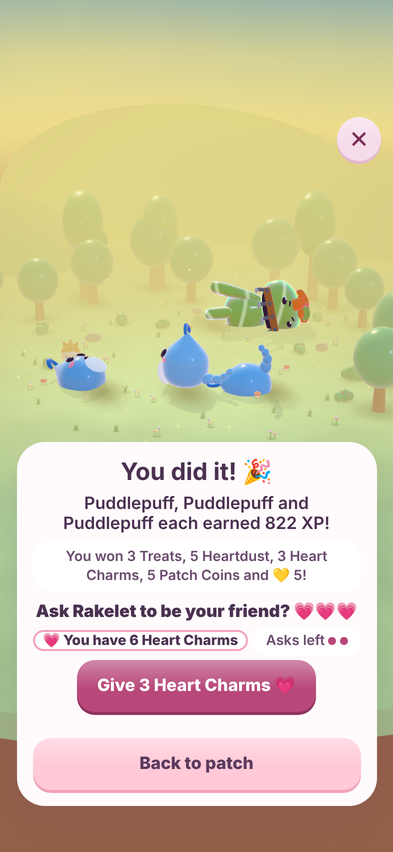 You did it! 🎉
Puddlepuff, Puddlepuff and
Puddlepuff each earned 822 XP!
You won 3 Treats, 5 Heartdust, 3 Heart
Charms, 5 Patch Coins and 💛 5!
Ask Rakelet to be your friend? 💗💗💗
💗 You have 6 Heart Charms
Asks left
Give 3 Heart Charms 💗
Back to patch